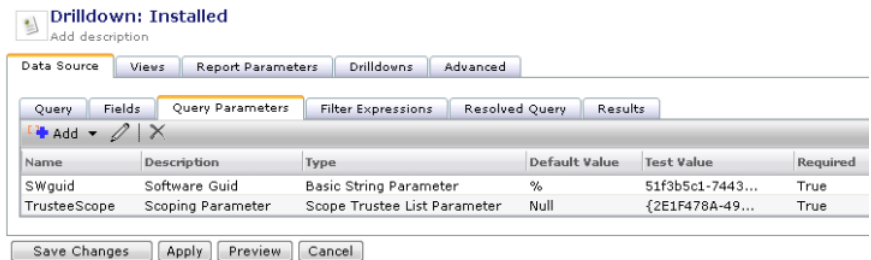 Drilldown: Installed
Add description
Data Source Views Report Parameters Drilldowns Advanced
Query Fields Query Parameters Filter Expressions Resolved Query Results
Add
Name Description Type Default Value Test Value Required
SWguid Software Guid Basic String Parameter % 51f3b5c1-7443... True
TrusteeScope Scoping Parameter Scope Trustee List Parameter Null {2E1F478A-49... True
Save Changes Apply Preview Cancel